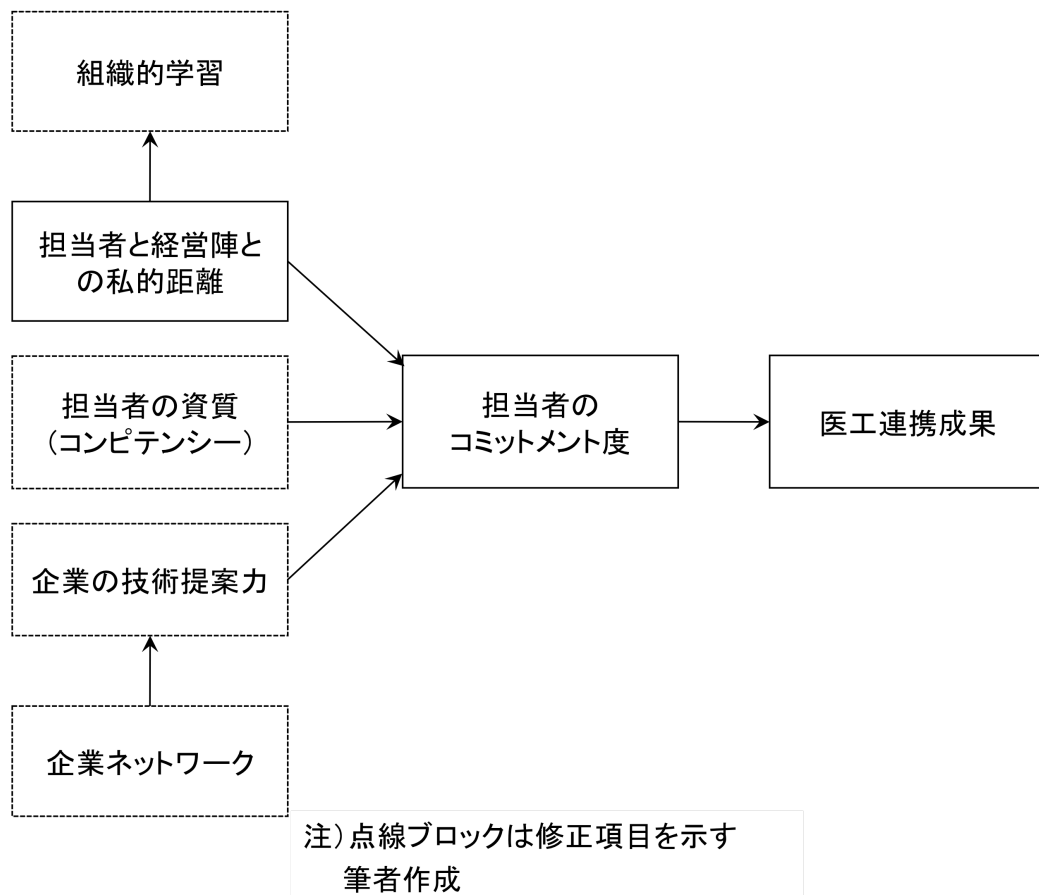 組織的学習
担当者と経営陣と
の私的距離
担当者の資質
（コンピテンシー）
担当者の
コミットメント度
医工連携成果
企業の技術提案力
企業ネットワーク
注）点線ブロックは修正項目を示す
筆者作成